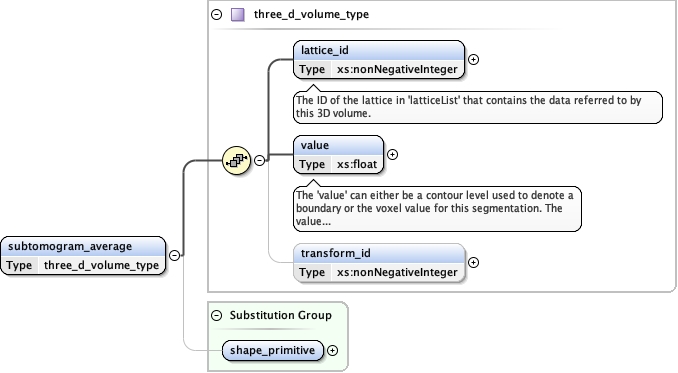 three_d_volume_type
lattice_id
Type xs:nonNegativeInteger
The ID of the lattice in 'latticeList' that contains the data referred to by
this 3D volume.
value
Type xs:float
The 'value' can either be a contour level used to denote a
boundary or the voxel value for this segmentation. The
value...
subtomogram_average
Type three_d_volume_type
transform_id
Type xs:nonNegativeInteger
Substitution Group
shape_primitive